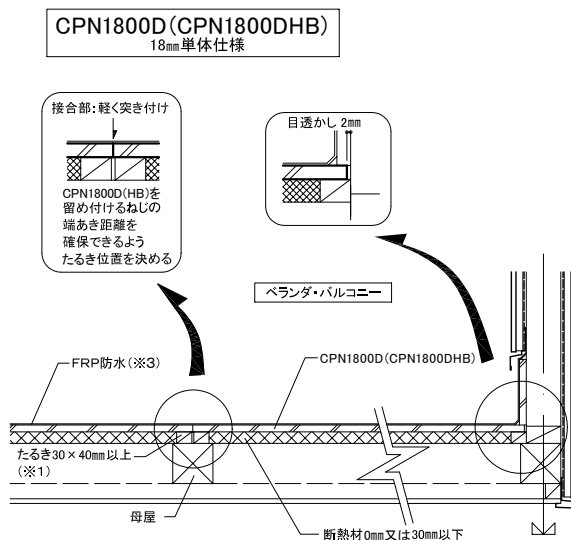 CPN1800D(CPN1800DHB)
18㎜単体仕様
接合部:軽く突き付け
CPN1800D(HB)を
留め付けるねじの
端あき距離を
確保できるよう
たるき位置を決める
目透かし 2㎜
ベランダ・バルコニー
FRP防水(※3)
CPN1800D(CPN1800DHB)
たるき30×40㎜以上
(※1)
母屋
断熱材0㎜又は30㎜以下